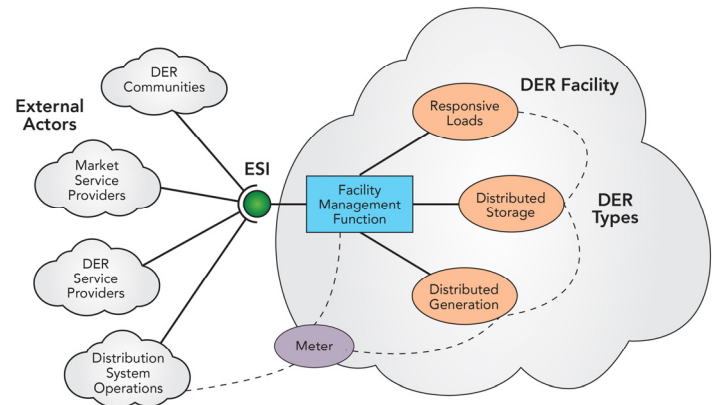 DER
Communities
External
Actors
Market
Service
Providers
DER
Service
Providers
Distribution
System
Operations
ESI
Facility
Management
Function
Meter
DER Facility
Responsive
Loads
Distributed
Storage
Distributed
Generation
DER
Types